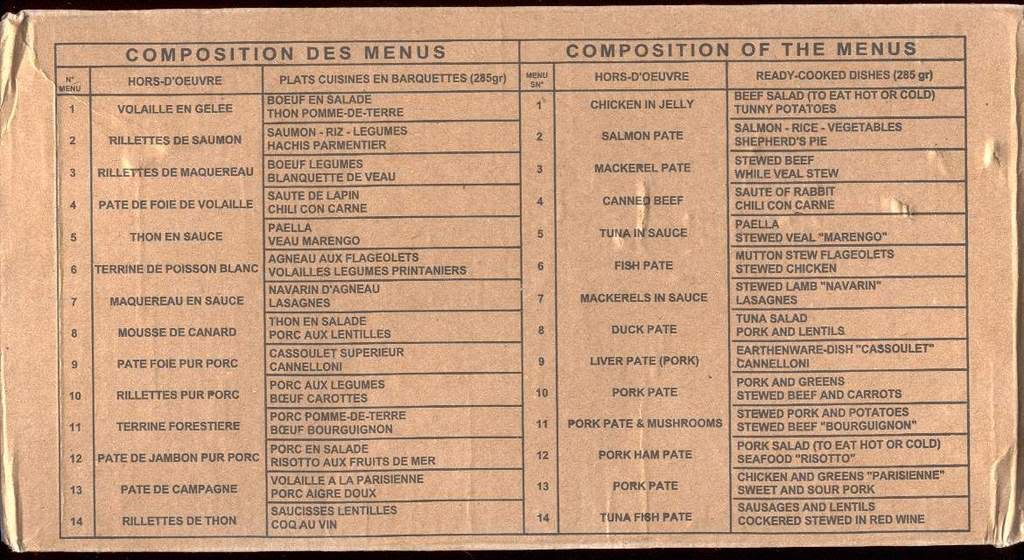 COMPOSITION DES MENUS
N° MENU HORS-D'OEUVRE PLATS CUISINES EN BARQUETTES (285gr)
1 VOLAILLE EN GELEE BOEUF EN SALADE
THON POMME-DE-TERRE
2 RILLETTES DE SAUMON SAUMON - RIZ - LEGUMES
HACHIS PARMENTIER
3 RILLETTES DE MAQUEREAU BOEUF LEGUMES
BLANQUETTE DE VEAU
4 PATE DE FOIE DE VOLAILLE SAUTE DE LAPIN
CHILI CON CARNE
5 THON EN SAUCE PAELLA
VEAU MARENGO
6 TERRINE DE POISSON BLANC AGNEAU AUX FLAGEOLETS
VOLAILLES LEGUMES PRINTANIERS
7 MAQUEREAU EN SAUCE NAVARIN D'AGNEAU
LASAGNES
8 MOUSSE DE CANARD THON EN SALADE
PORC AUX LENTILLES
9 PATE FOIE PUR PORC CASSOULET SUPERIEUR
CANNELLONI
10 RILLETTES PUR PORC PORC AUX LEGUMES
BŒUF CAROTTES
11 TERRINE FORESTIERE PORC POMME-DE-TERRE
BŒUF BOURGUIGNON
12 PATE DE JAMBON PUR PORC PORC EN SALADE
RISOTTO AUX FRUITS DE MER
13 PATE DE CAMPAGNE VOLAILLE A LA PARISIENNE
PORC AIGRE DOUX
14 RILLETTES DE THON SAUCISSES LENTILLES
COQ AU VIN
COMPOSITION OF THE MENUS
MENU SN° HORS-D'OEUVRE READY-COOKED DISHES (285 gr)
1 CHICKEN IN JELLY BEEF SALAD (TO EAT HOT OR COLD)
TUNNY POTATOES
2 SALMON PATE SALMON - RICE - VEGETABLES
SHEPHERD'S PIE
3 MACKEREL PATE STEWED BEEF
WHILE VEAL STEW
4 CANNED BEEF SAUTE OF RABBIT
CHILI CON CARNE
5 TUNA IN SAUCE PAELLA
STEWED VEAL "MARENGO"
6 FISH PATE MUTTON STEW FLAGEOLETS
STEWED CHICKEN
7 MACKERELS IN SAUCE STEWED LAMB "NAVARIN"
LASAGNES
8 DUCK PATE TUNA SALAD
PORK AND LENTILS
9 LIVER PATE (PORK) EARTHENWARE-DISH "CASSOULET"
CANNELLONI
10 PORK PATE PORK AND GREENS
STEWED BEEF AND CARROTS
11 PORK PATE & MUSHROOMS STEWED PORK AND POTATOES
STEWED BEEF "BOURGUIGNON"
12 PORK HAM PATE PORK SALAD (TO EAT HOT OR COLD)
SEAFOOD "RISOTTO"
13 PORK PATE CHICKEN AND GREENS "PARISIENNE"
SWEET AND SOUR PORK
14 TUNA FISH PATE SAUSAGES AND LENTILS
COCKERED STEWED IN RED WINE